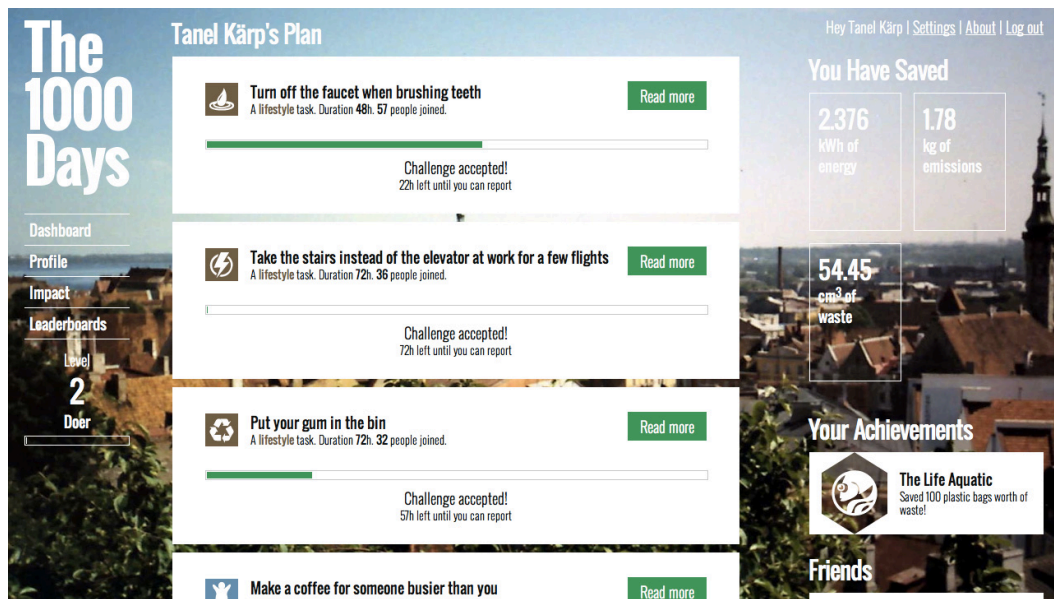 The
1000
Days
Dashboard
Profile
Impact
Leaderboards
Level
2
Doer
Tanel Kärp's Plan
Turn off the faucet when brushing teeth
A lifestyle task. Duration 48h. 57 people joined.
Read more
Challenge accepted!
22h left until you can report
Take the stairs instead of the elevator at work for a few flights
A lifestyle task. Duration 72h. 36 people joined.
Read more
Challenge accepted!
72h left until you can report
Put your gum in the bin
A lifestyle task. Duration 72h. 32 people joined.
Read more
Challenge accepted!
57h left until you can report
Make a coffee for someone busier than you
Read more
Hey Tanel Kärp | Settings | About | Log out
You Have Saved
2.376
kWh of
energy
1.78
kg of
emissions
54.45
cm³ of
waste
Your Achievements
The Life Aquatic
Saved 100 plastic bags worth of
waste!
Friends